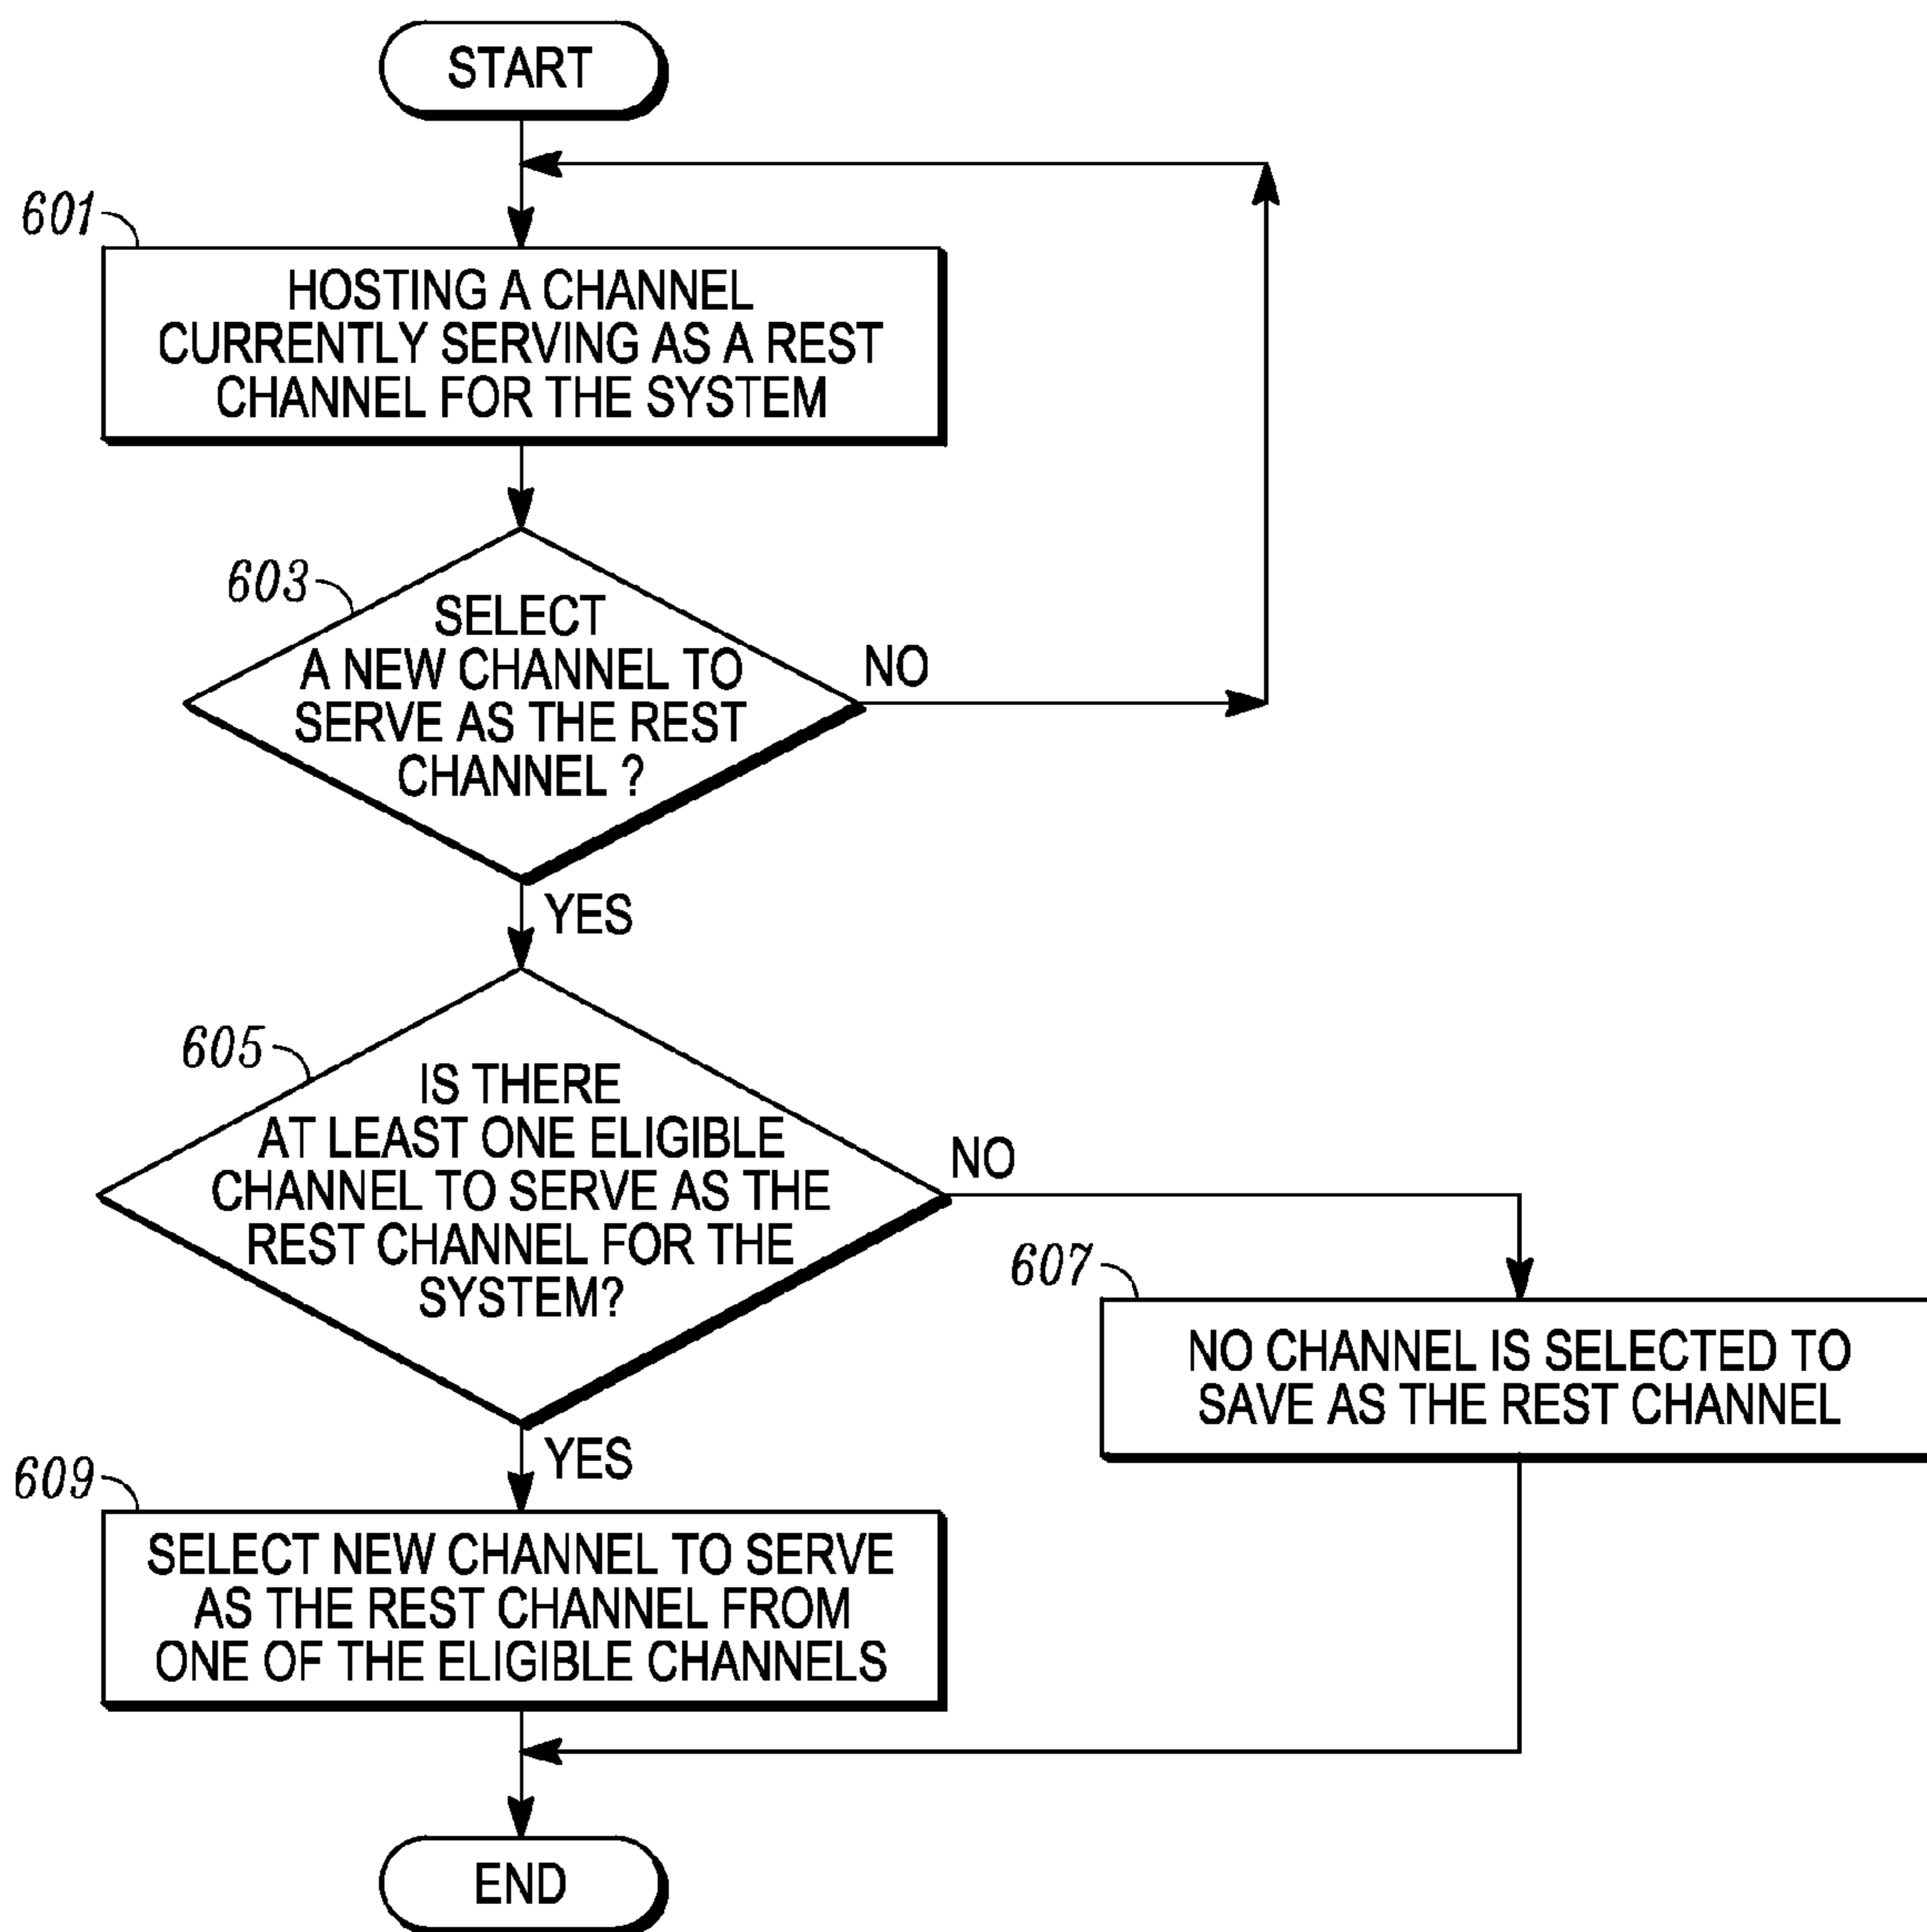 START
601
HOSTING A CHANNEL
CURRENTLY SERVING AS A REST
CHANNEL FOR THE SYSTEM
603
SELECT
A NEW CHANNEL TO
SERVE AS THE REST
CHANNEL ?
NO
YES
605
IS THERE
AT LEAST ONE ELIGIBLE
CHANNEL TO SERVE AS THE
REST CHANNEL FOR THE
SYSTEM?
NO
607
NO CHANNEL IS SELECTED TO
SAVE AS THE REST CHANNEL
YES
609
SELECT NEW CHANNEL TO SERVE
AS THE REST CHANNEL FROM
ONE OF THE ELIGIBLE CHANNELS
END